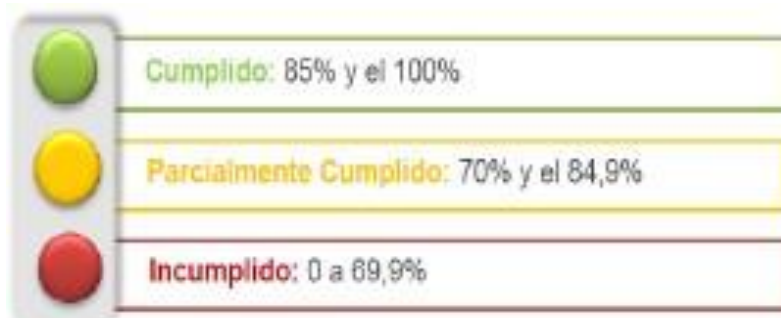 Cumplido: 85% y el 100%
Parcialmente Cumplido: 70% y el 84,9%
Incumplido: 0 a 69,9%